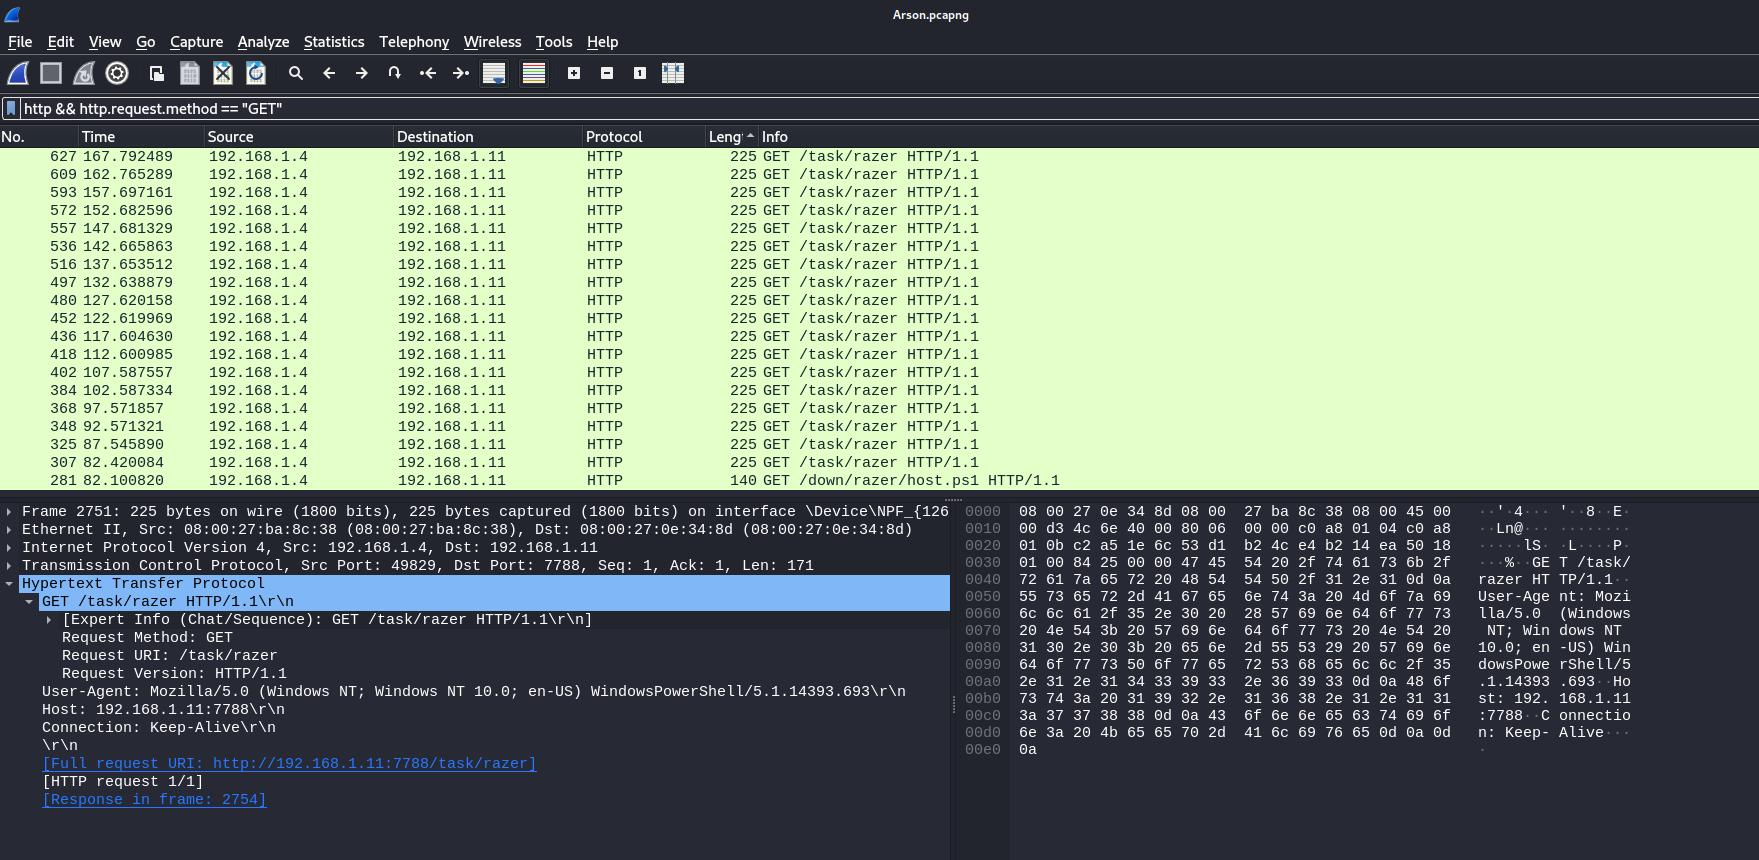 Arson.pcapng
File Edit View Go Capture Analyze Statistics Telephony Wireless Tools Help
http && http.request.method == "GET"
No. Time Source Destination Protocol Leng Info
627 167.792489 192.168.1.4 192.168.1.11 HTTP 225 GET /task/razer HTTP/1.1
609 162.765289 192.168.1.4 192.168.1.11 HTTP 225 GET /task/razer HTTP/1.1
593 157.697161 192.168.1.4 192.168.1.11 HTTP 225 GET /task/razer HTTP/1.1
572 152.682596 192.168.1.4 192.168.1.11 HTTP 225 GET /task/razer HTTP/1.1
557 147.681329 192.168.1.4 192.168.1.11 HTTP 225 GET /task/razer HTTP/1.1
536 142.665863 192.168.1.4 192.168.1.11 HTTP 225 GET /task/razer HTTP/1.1
516 137.653512 192.168.1.4 192.168.1.11 HTTP 225 GET /task/razer HTTP/1.1
497 132.638879 192.168.1.4 192.168.1.11 HTTP 225 GET /task/razer HTTP/1.1
480 127.620158 192.168.1.4 192.168.1.11 HTTP 225 GET /task/razer HTTP/1.1
452 122.619969 192.168.1.4 192.168.1.11 HTTP 225 GET /task/razer HTTP/1.1
436 117.604630 192.168.1.4 192.168.1.11 HTTP 225 GET /task/razer HTTP/1.1
418 112.600985 192.168.1.4 192.168.1.11 HTTP 225 GET /task/razer HTTP/1.1
402 107.587557 192.168.1.4 192.168.1.11 HTTP 225 GET /task/razer HTTP/1.1
384 102.587334 192.168.1.4 192.168.1.11 HTTP 225 GET /task/razer HTTP/1.1
368 97.571857 192.168.1.4 192.168.1.11 HTTP 225 GET /task/razer HTTP/1.1
348 92.571321 192.168.1.4 192.168.1.11 HTTP 225 GET /task/razer HTTP/1.1
325 87.545890 192.168.1.4 192.168.1.11 HTTP 225 GET /task/razer HTTP/1.1
307 82.420084 192.168.1.4 192.168.1.11 HTTP 225 GET /task/razer HTTP/1.1
281 82.100820 192.168.1.4 192.168.1.11 HTTP 140 GET /down/razer/host.ps1 HTTP/1.1
Frame 2751: 225 bytes on wire (1800 bits), 225 bytes captured (1800 bits) on interface \Device\NPF_{126
Ethernet II, Src: 08:00:27:ba:8c:38 (08:00:27:ba:8c:38), Dst: 08:00:27:0e:34:8d (08:00:27:0e:34:8d)
Internet Protocol Version 4, Src: 192.168.1.4, Dst: 192.168.1.11
Transmission Control Protocol, Src Port: 49829, Dst Port: 7788, Seq: 1, Ack: 1, Len: 171
Hypertext Transfer Protocol
GET /task/razer HTTP/1.1\r\n
[Expert Info (Chat/Sequence): GET /task/razer HTTP/1.1\r\n]
Request Method: GET
Request URI: /task/razer
Request Version: HTTP/1.1
User-Agent: Mozilla/5.0 (Windows NT; Windows NT 10.0; en-US) WindowsPowerShell/5.1.14393.693\r\n
Host: 192.168.1.11:7788\r\n
Connection: Keep-Alive\r\n
\r\n
[Full request URI: http://192.168.1.11:7788/task/razer]
[HTTP request 1/1]
[Response in frame: 2754]
0000 08 00 27 0e 34 8d 08 00 27 ba 8c 38 08 00 45 00 ··'·4··· '··8··E·
0010 00 d3 4c 6e 40 00 80 06 00 00 c0 a8 01 04 c0 a8 ··Ln@··· ········
0020 01 0b c2 a5 1e 6c 53 d1 b2 4c e4 b2 14 ea 50 18 ·····lS· ·L····P·
0030 01 00 84 25 00 00 47 45 54 20 2f 74 61 73 6b 2f ···%··GE T /task/
0040 72 61 7a 65 72 20 48 54 54 50 2f 31 2e 31 0d 0a razer HT TP/1.1··
0050 55 73 65 72 2d 41 67 65 6e 74 3a 20 4d 6f 7a 69 User-Age nt: Mozi
0060 6c 6c 61 2f 35 2e 30 20 28 57 69 6e 64 6f 77 73 lla/5.0 (Windows
0070 20 4e 54 3b 20 57 69 6e 64 6f 77 73 20 4e 54 20 NT; Win dows NT
0080 31 30 2e 30 3b 20 65 6e 2d 55 53 29 20 57 69 6e 10.0; en -US) Win
0090 64 6f 77 73 50 6f 77 65 72 53 68 65 6c 6c 2f 35 dowsPowe rShell/5
00a0 2e 31 2e 31 34 33 39 33 2e 36 39 33 0d 0a 48 6f .1.14393 .693··Ho
00b0 73 74 3a 20 31 39 32 2e 31 36 38 2e 31 2e 31 31 st: 192. 168.1.11
00c0 3a 37 37 38 38 0d 0a 43 6f 6e 6e 65 63 74 69 6f :7788··C onnectio
00d0 6e 3a 20 4b 65 65 70 2d 41 6c 69 76 65 0d 0a 0d n: Keep- Alive···
00e0 0a ·